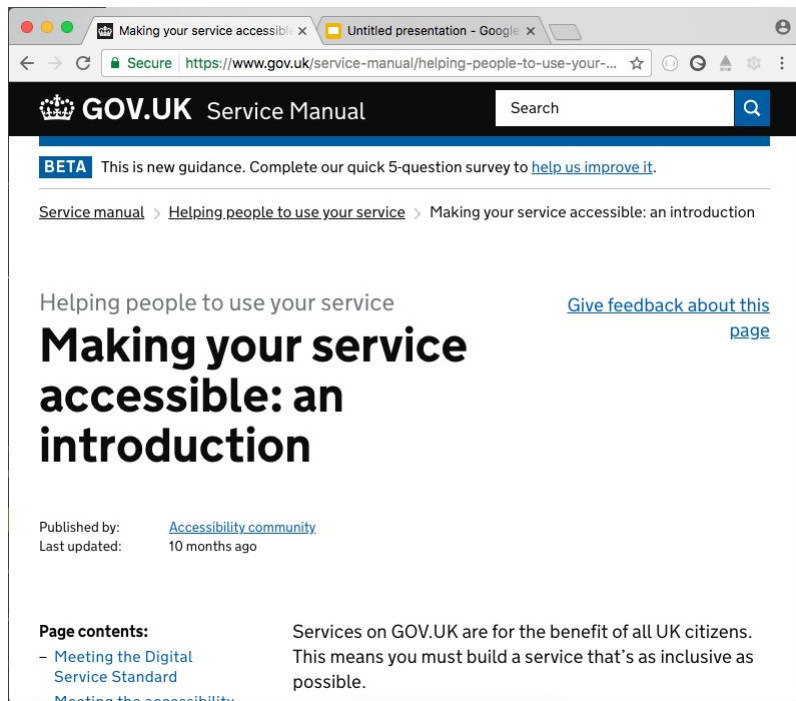 Making your service accessible
Untitled presentation - Google
Secure https://www.gov.uk/service-manual/helping-people-to-use-your-...
GOV.UK Service Manual
Search
BETA This is new guidance. Complete our quick 5-question survey to help us improve it.
Service manual > Helping people to use your service > Making your service accessible: an introduction
Helping people to use your service
Give feedback about this
page
Making your service
accessible: an
introduction
Published by: Accessibility community
Last updated: 10 months ago
Page contents:
– Meeting the Digital
Service Standard
– Meeting the accessibility
Services on GOV.UK are for the benefit of all UK citizens.
This means you must build a service that’s as inclusive as
possible.